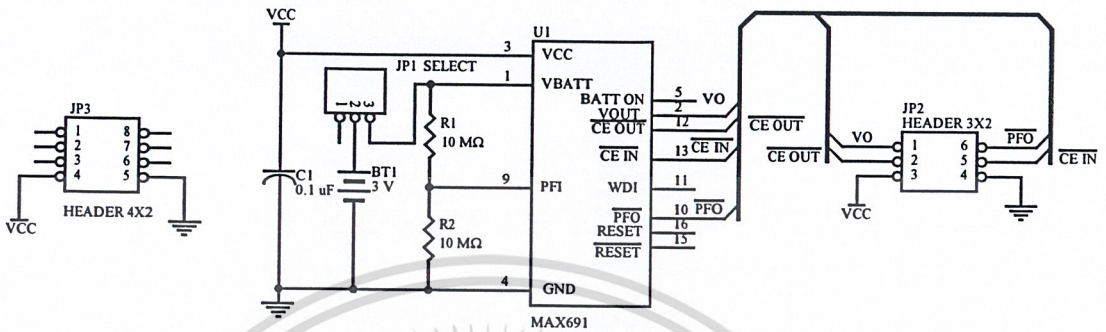 VCC
JP3
1 8
2 7
3 6
4 5
HEADER 4X2
VCC
JP1 SELECT
1 2 3
C1
0.1 uF
BT1
3 V
R1
10 MΩ
R2
10 MΩ
U1
3 VCC
1 VBATT
9 PFI
4 GND
BATT ON 5 VO
VOUT 2
CE OUT 12
CE IN 13 CE IN
WDI 11
PFO 10 PFO
RESET 16
RESET 15
MAX691
CE OUT
CE OUT
VO
JP2
HEADER 3X2
1 6
2 5
3 4
PFO
CE IN
VCC